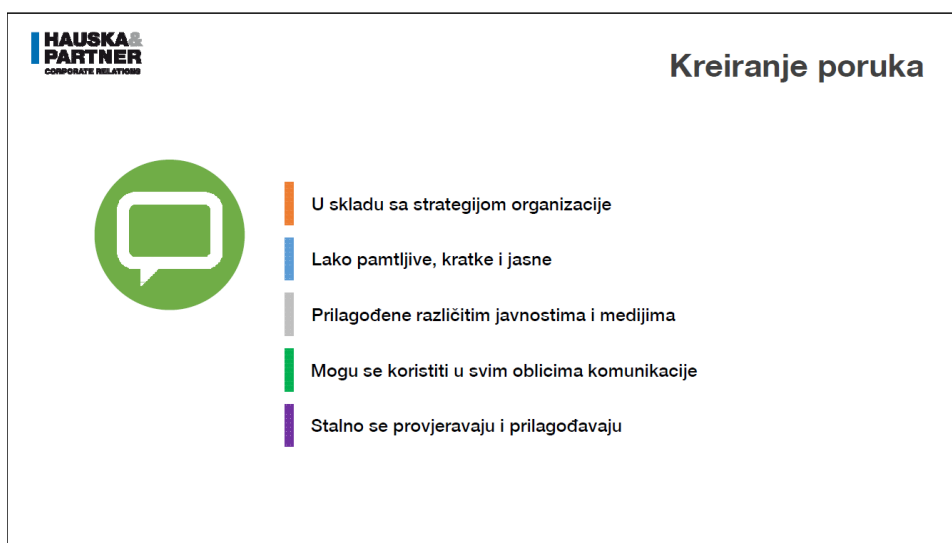 HAUSKA&
PARTNER
CORPORATE RELATIONS
Kreiranje poruka
U skladu sa strategijom organizacije
Lako pamtljive, kratke i jasne
Prilagođene različitim javnostima i medijima
Mogu se koristiti u svim oblicima komunikacije
Stalno se provjeravaju i prilagođavaju